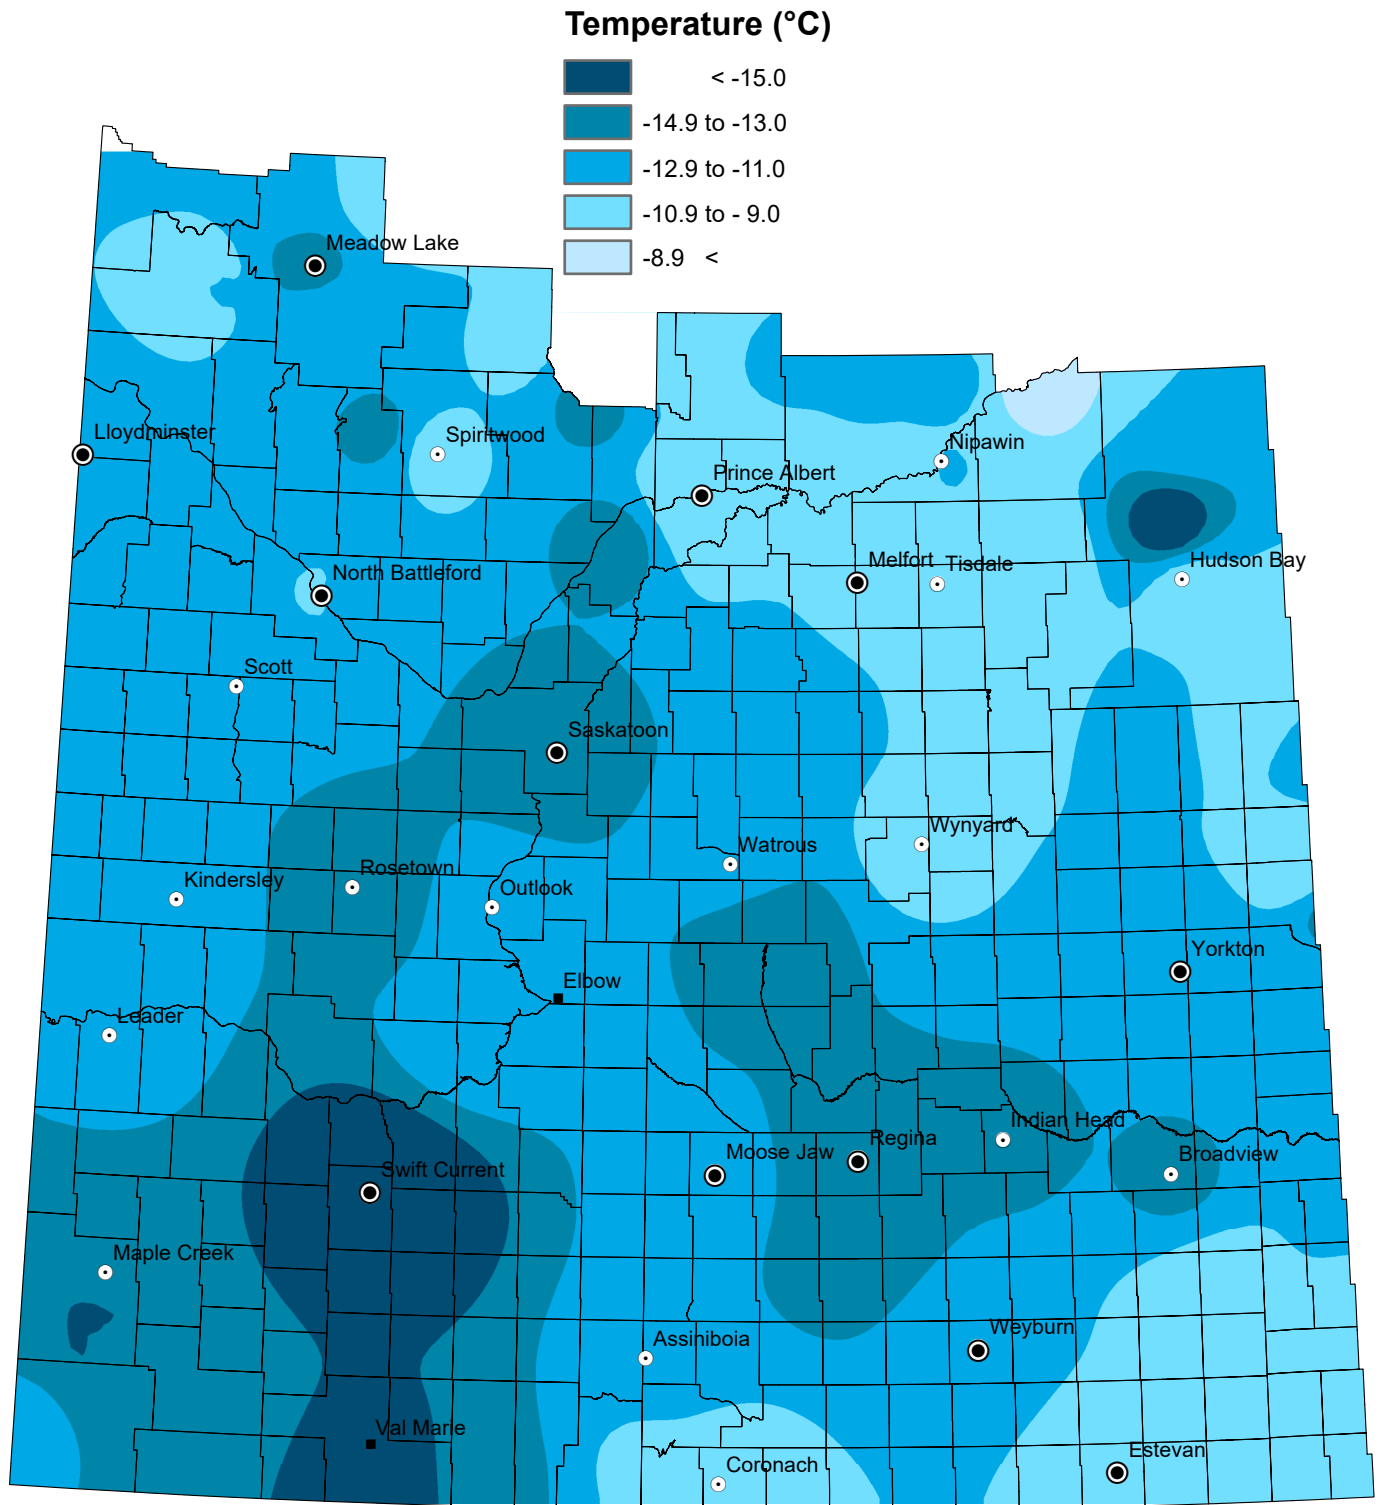 Temperature (°C)
< -15.0
-14.9 to -13.0
-12.9 to -11.0
-10.9 to - 9.0
-8.9 <
Meadow Lake
Lloydminster
Spiritwood
Nipawin
Prince Albert
Melfort
Tisdale
Hudson Bay
North Battleford
Scott
Saskatoon
Wynyard
Watrous
Rosetown
Kindersley
Outlook
Yorkton
Elbow
Leader
Indian Head
Regina
Moose Jaw
Broadview
Swift Current
Maple Creek
Weyburn
Assiniboia
Val Marie
Estevan
Coronach